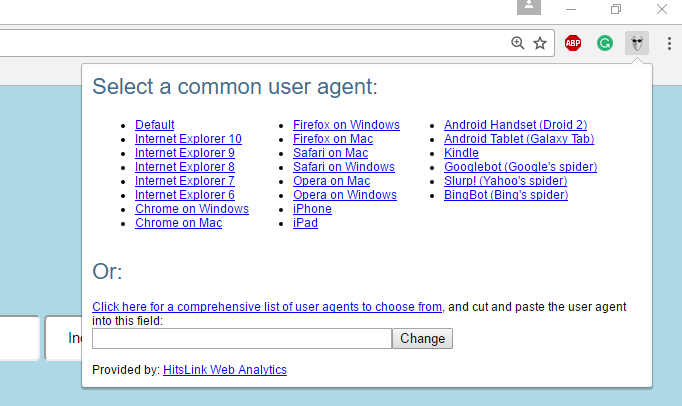 ABP
G
Select a common user agent:
Default
Internet Explorer 10
Internet Explorer 9
Internet Explorer 8
Internet Explorer 7
Internet Explorer 6
Chrome on Windows
Chrome on Mac
Firefox on Windows
Firefox on Mac
Safari on Mac
Safari on Windows
Opera on Mac
Opera on Windows
iPhone
iPad
Android Handset (Droid 2)
Android Tablet (Galaxy Tab)
Kindle
Googlebot (Google's spider)
Slurp! (Yahoo's spider)
BingBot (Bing's spider)
Or:
Click here for a comprehensive list of user agents to choose from, and cut and paste the user agent
into this field:
Change
Provided by: HitsLink Web Analytics